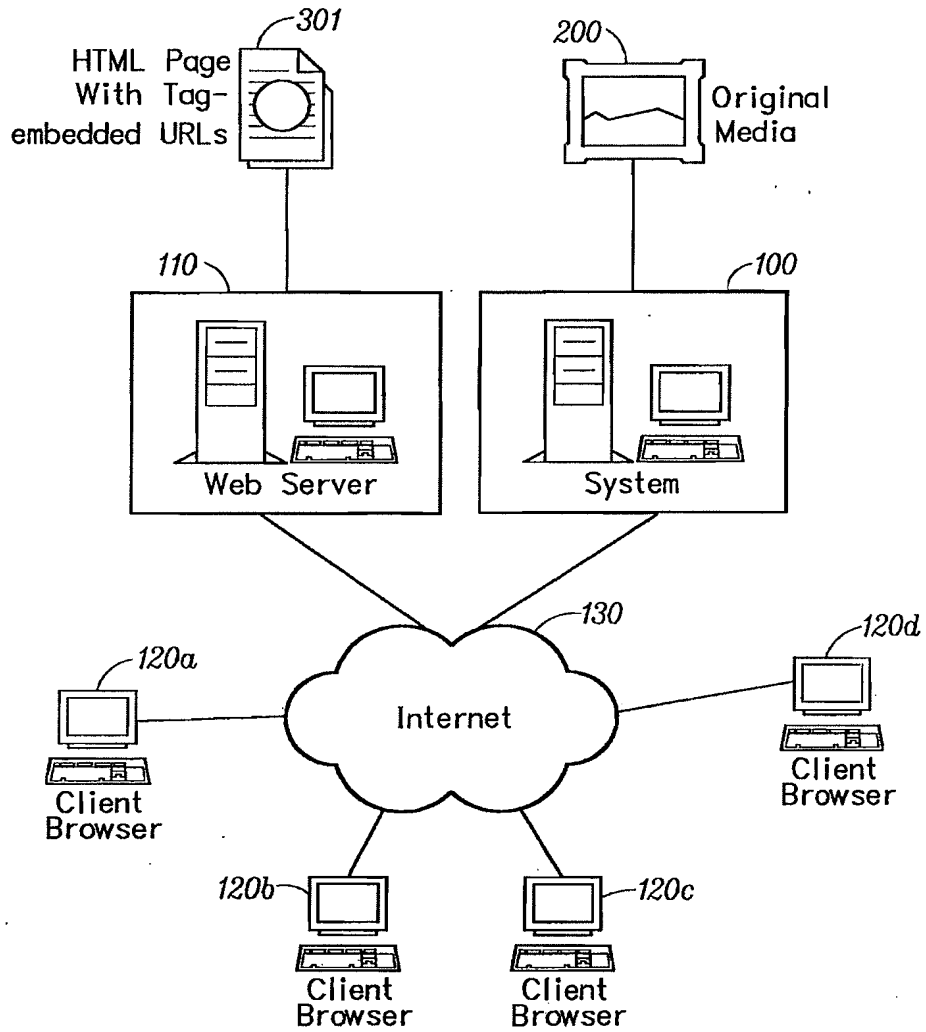 301
HTML Page
With Tag-
embedded URLs
200
Original
Media
110
Web Server
100
System
130
Internet
120a
Client
Browser
120d
Client
Browser
120b
Client
Browser
120c
Client
Browser